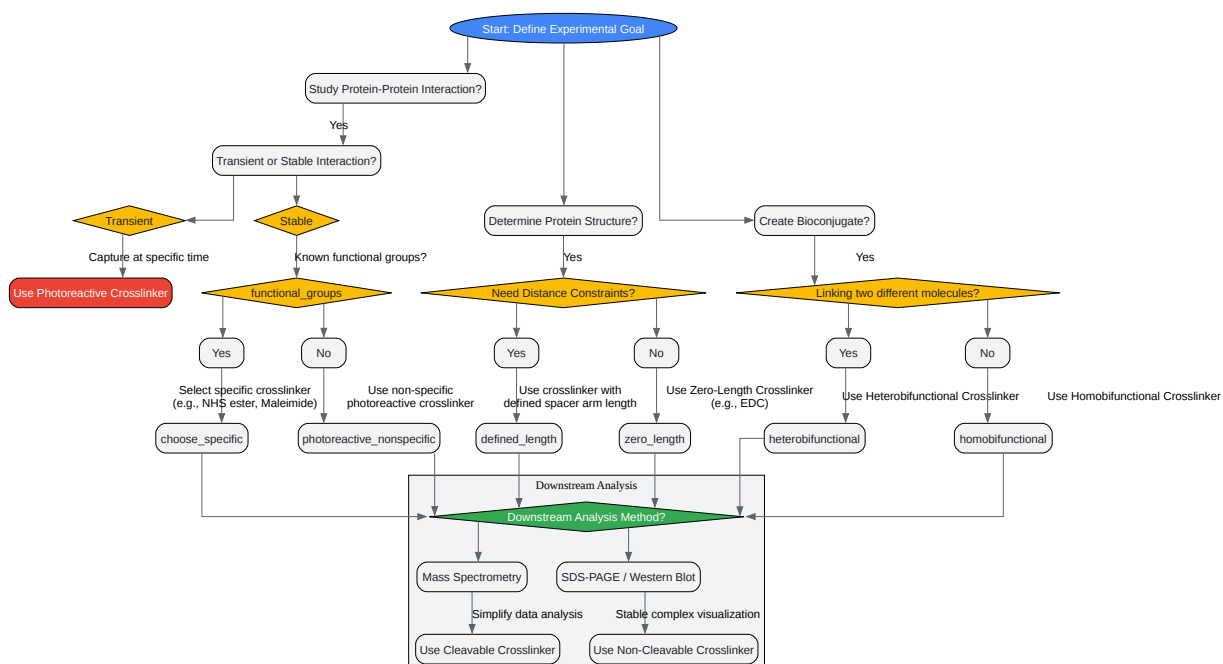 Start: Define Experimental Goal
Study Protein-Protein Interaction?
Yes
Transient or Stable Interaction?
Transient
Stable
Determine Protein Structure?
Create Bioconjugate?
Capture at specific time
Known functional groups?
Yes
Yes
Use Photoreactive Crosslinker
functional_groups
Need Distance Constraints?
Linking two different molecules?
Yes
No
Yes
No
Yes
No
Select specific crosslinker
(e.g., NHS ester, Maleimide)
Use non-specific
photoreactive crosslinker
Use crosslinker with
defined spacer arm length
Use Zero-Length Crosslinker
(e.g., EDC)
Use Heterobifunctional Crosslinker
Use Homobifunctional Crosslinker
choose_specific
photoreactive_nonspecific
defined_length
zero_length
heterobifunctional
homobifunctional
Downstream Analysis
Downstream Analysis Method?
Mass Spectrometry
SDS-PAGE / Western Blot
Simplify data analysis
Stable complex visualization
Use Cleavable Crosslinker
Use Non-Cleavable Crosslinker